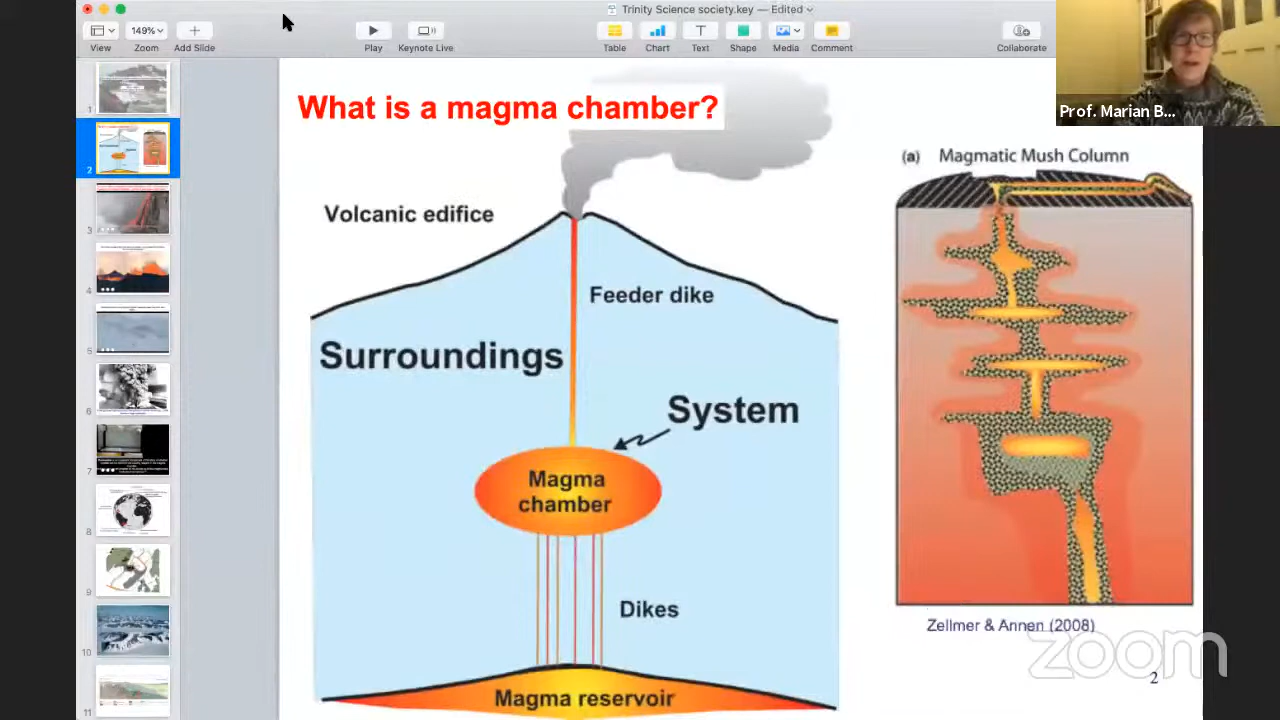 Trinity Science society.key — Edited
149%
View
Zoom
Add Slide
Play
Keynote Live
Table
Chart
Text
Shape
Media
Comment
Collaborate
Prof. Marian B...
1
2
3
4
5
6
7
8
9
10
11
What is a magma chamber?
Volcanic edifice
Feeder dike
Surroundings
System
Magma
chamber
Dikes
Magma reservoir
(a) Magmatic Mush Column
Zellmer & Annen (2008)
zoom
2